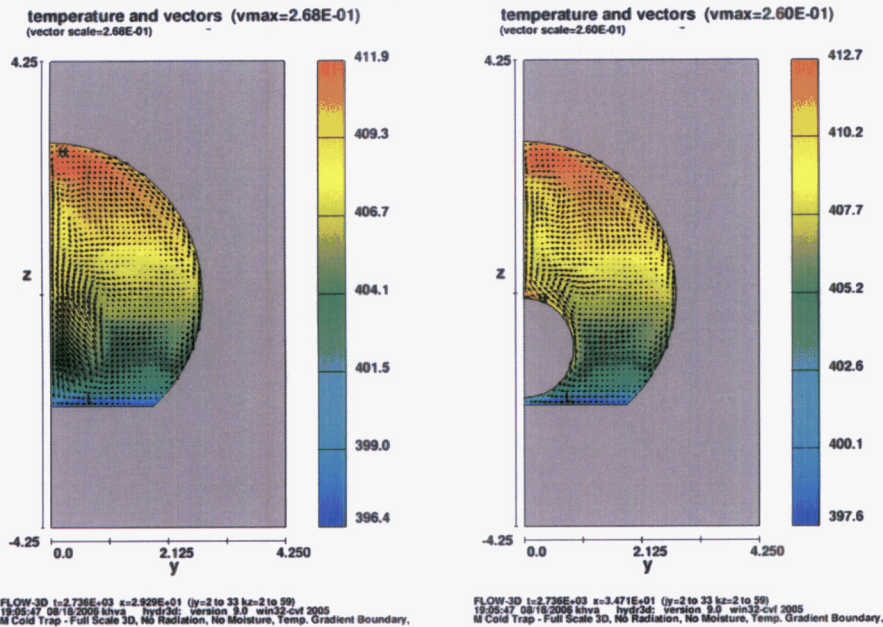 temperature and vectors (vmax=2.68E-01)
(vector scale=2.68E-01)
4.25
z
-4.25
0.0 2.125 4.250
y
411.9
409.3
406.7
404.1
401.5
399.0
396.4
H
L
FLOW-3D t=2.736E+03 x=2.929E+01 (jy=2 to 33 kz=2 to 59)
19:05:47 08/18/2006 khva hydr3d: version 9.0 win32-cvf 2005
M Cold Trap - Full Scale 3D, No Radiation, No Moisture, Temp. Gradient Boundary,
temperature and vectors (vmax=2.60E-01)
(vector scale=2.60E-01)
4.25
z
-4.25
0.0 2.125 4.250
y
412.7
410.2
407.7
405.2
402.6
400.1
397.6
L
FLOW-3D t=2.736E+03 x=3.471E+01 (jy=2 to 33 kz=2 to 59)
19:05:47 08/18/2006 khva hydr3d: version 9.0 win32-cvf 2005
M Cold Trap - Full Scale 3D, No Radiation, No Moisture, Temp. Gradient Boundary,